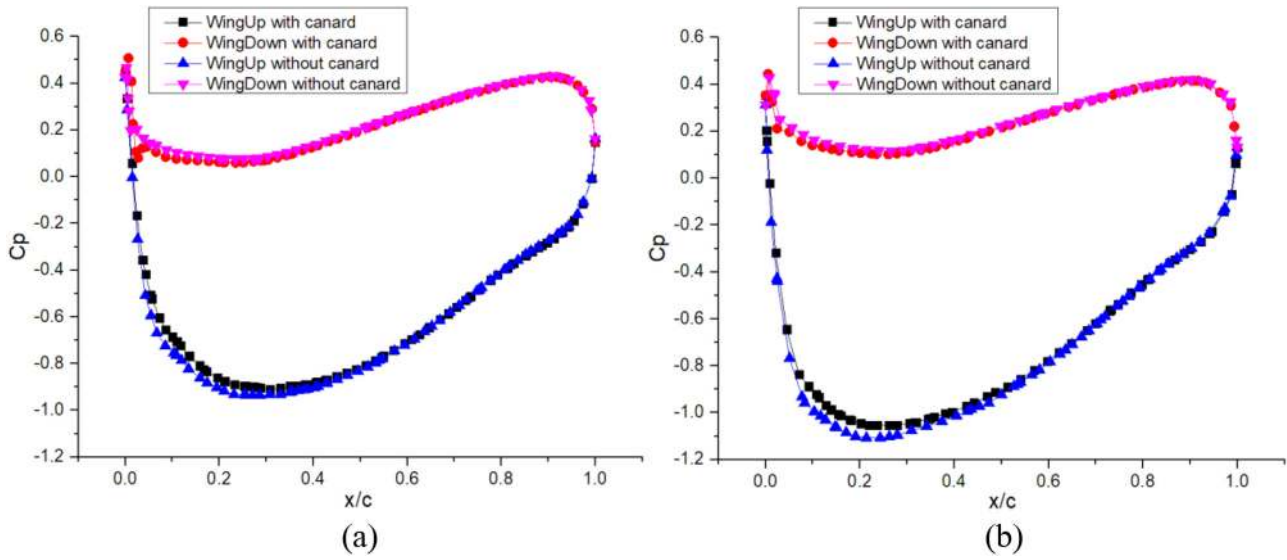 WingUp with canard
WingDown with canard
WingUp without canard
WingDown without canard
0.6
0.4
0.2
0.0
-0.2
-0.4
-0.6
-0.8
-1.0
-1.2
Cp
0.0
0.2
0.4
0.6
0.8
1.0
x/c
(a)
WingUp with canard
WingDown with canard
WingUp without canard
WingDown without canard
0.6
0.4
0.2
0.0
-0.2
-0.4
-0.6
-0.8
-1.0
-1.2
Cp
0.0
0.2
0.4
0.6
0.8
1.0
x/c
(b)